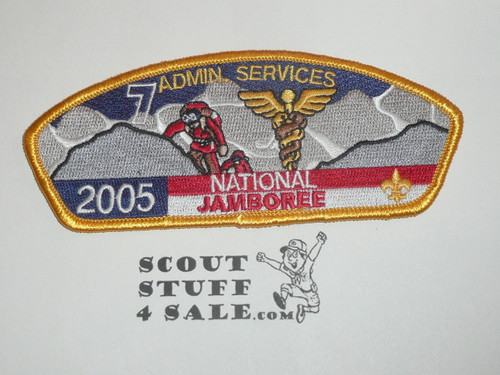 ADMIN. SERVICES
7
NATIONAL
2005 JAMBOREE
SCOUT
STUFF
4 SALE.com